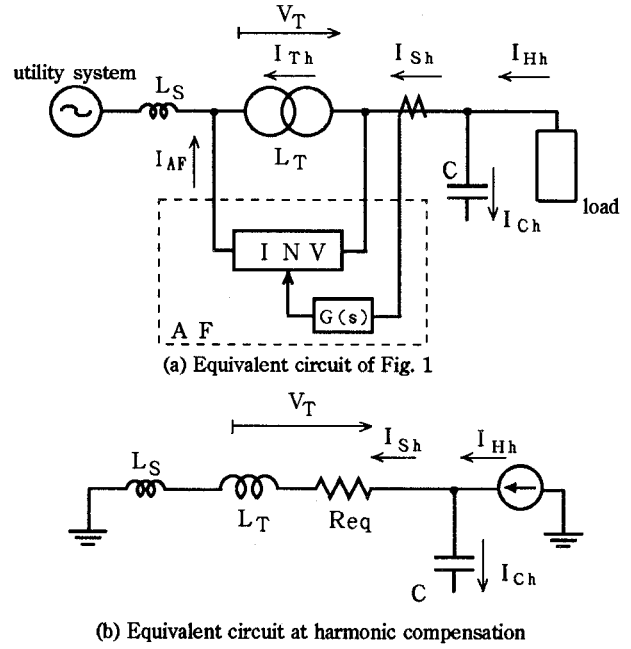 V_T
I_Th I_Sh I_Hh
utility system
L_S
I_AF
L_T
C
I_Ch
load
I N V
G(s)
A F
(a) Equivalent circuit of Fig. 1
V_T
I_Sh I_Hh
L_S
L_T
Req
C
I_Ch
(b) Equivalent circuit at harmonic compensation